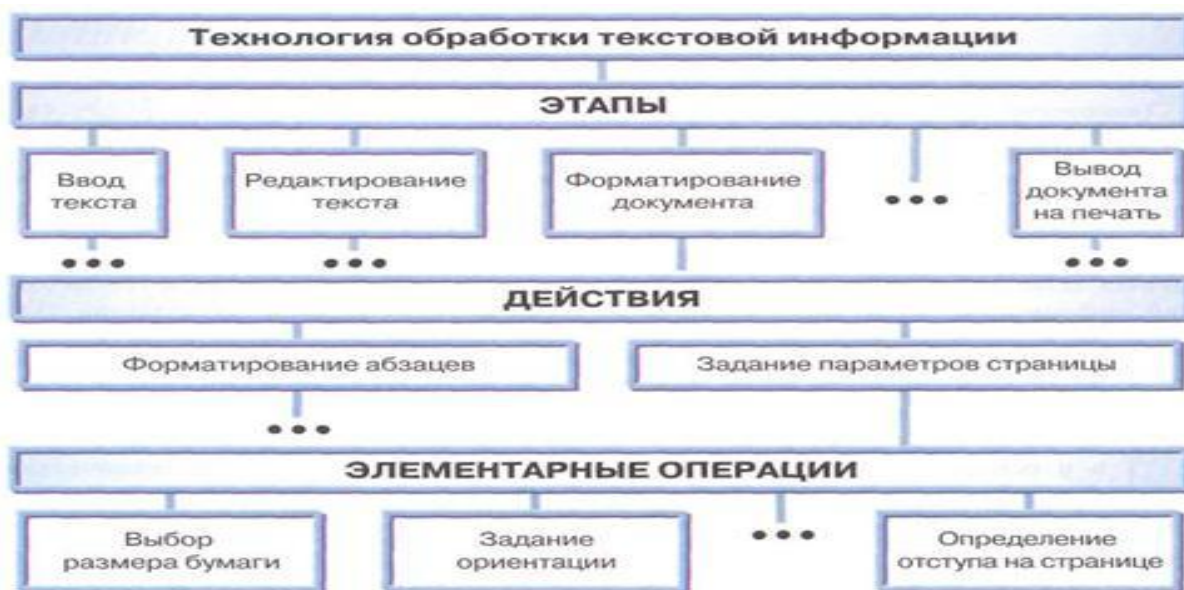 Технология обработки текстовой информации
ЭТАПЫ
Ввод
текста
Редактирование
текста
Форматирование
документа
•••
Вывод
документа
на печать
•••
•••
•••
ДЕЙСТВИЯ
Форматирование абзацев
Задание параметров страницы
•••
ЭЛЕМЕНТАРНЫЕ ОПЕРАЦИИ
Выбор
размера бумаги
Задание
ориентации
•••
Определение
отступа на странице